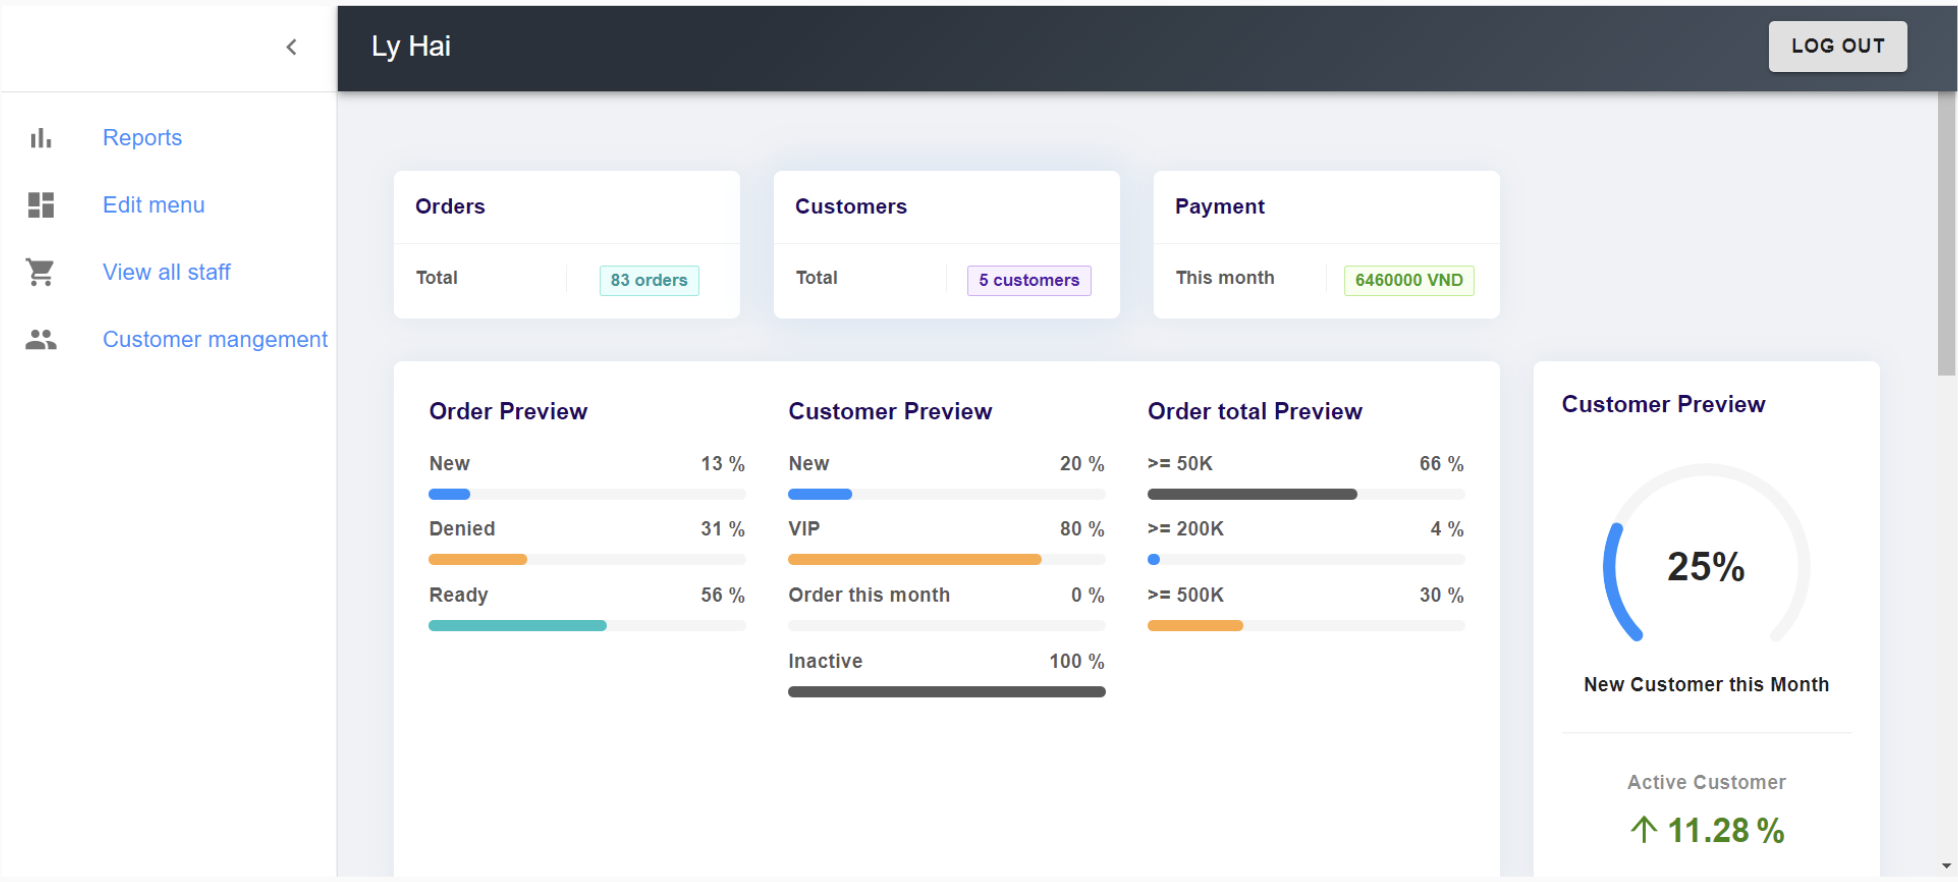 Ly Hai
LOG OUT
Reports
Edit menu
View all staff
Customer mangement
Orders
Total
83 orders
Customers
Total
5 customers
Payment
This month
6460000 VND
Order Preview
New 13 %
Denied 31 %
Ready 56 %
Customer Preview
New 20 %
VIP 80 %
Order this month 0 %
Inactive 100 %
Order total Preview
>= 50K 66 %
>= 200K 4 %
>= 500K 30 %
Customer Preview
25%
New Customer this Month
Active Customer
11.28 %